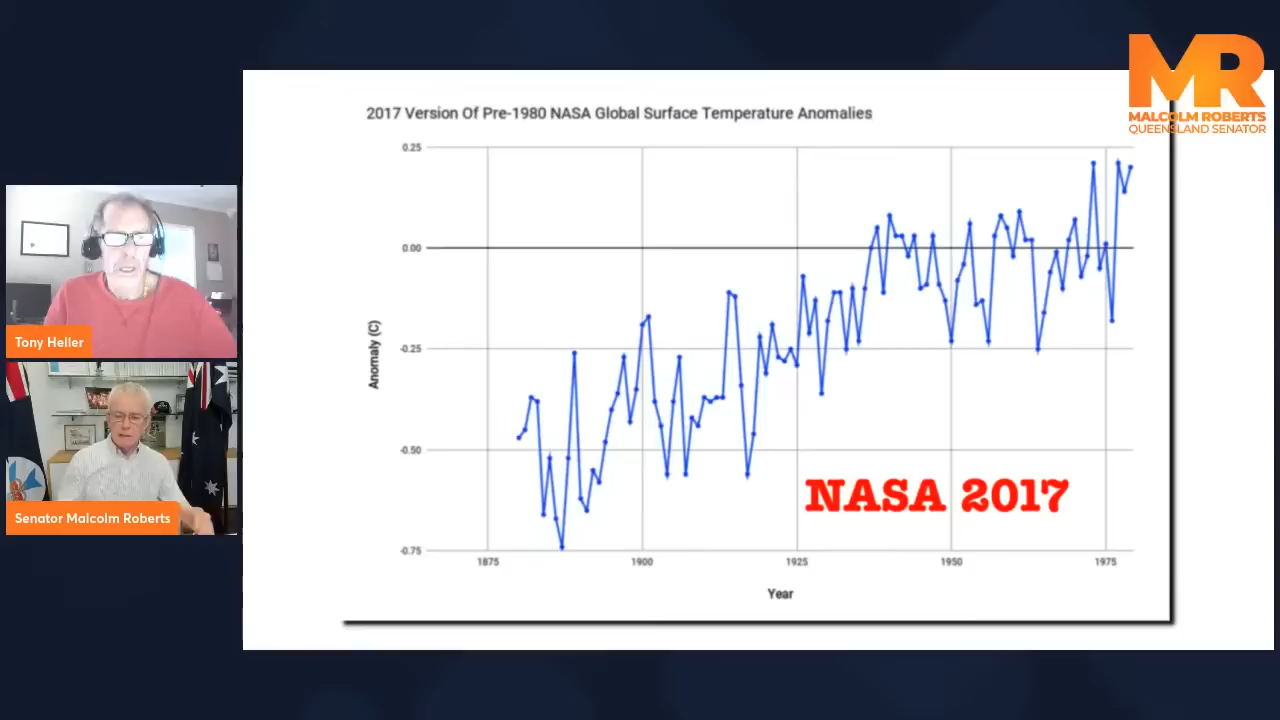 MR
MALCOLM ROBERTS
QUEENSLAND SENATOR
2017 Version Of Pre-1980 NASA Global Surface Temperature Anomalies
0.25
0.00
-0.25
-0.50
-0.75
Anomaly (C)
NASA 2017
1875 1900 1925 1950 1975
Year
Tony Heller
Senator Malcolm Roberts